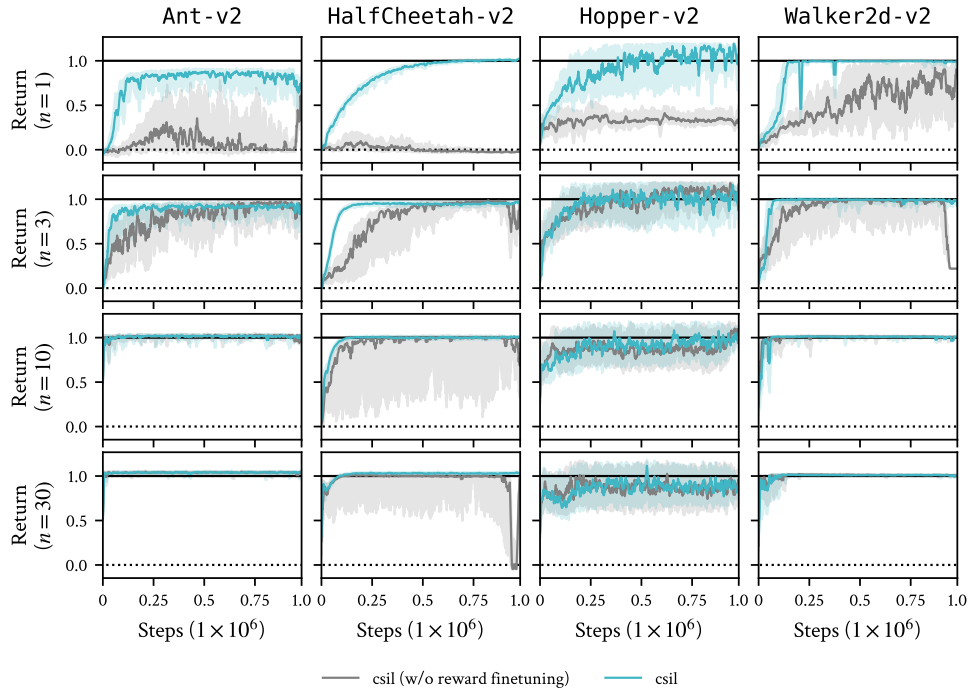 Ant-v2 HalfCheetah-v2 Hopper-v2 Walker2d-v2
Return
(n = 1)
1.0
0.5
0.0
Return
(n = 3)
1.0
0.5
0.0
Return
(n = 10)
1.0
0.5
0.0
Return
(n = 30)
1.0
0.5
0.0
0 0.25 0.5 0.75 1.0 0 0.25 0.5 0.75 1.0 0 0.25 0.5 0.75 1.0 0 0.25 0.5 0.75 1.0
Steps (1 × 10⁶) Steps (1 × 10⁶) Steps (1 × 10⁶) Steps (1 × 10⁶)
csil (w/o reward finetuning) csil